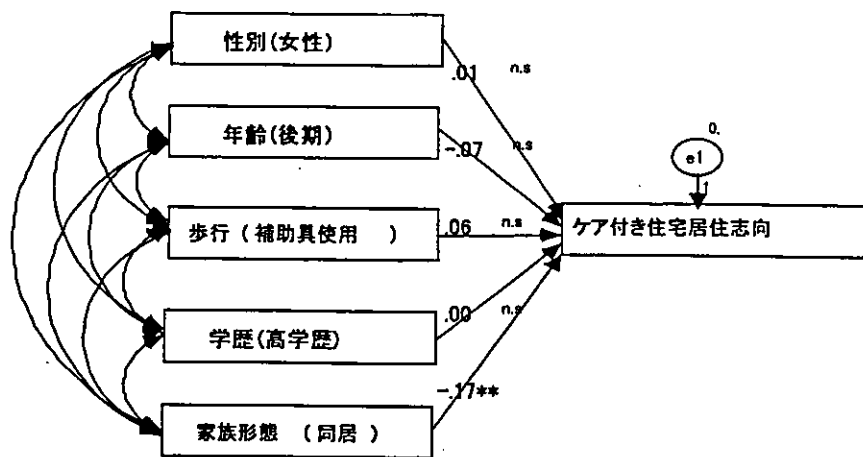 性別(女性)
.01 n.s
年齢(後期)
-.07 n.s
0.
e1
1
歩行 ( 補助具使用 )
.06 n.s
ケア付き住宅居住志向
学歴(高学歴)
.00 n.s
-.17**
家族形態 ( 同居 )